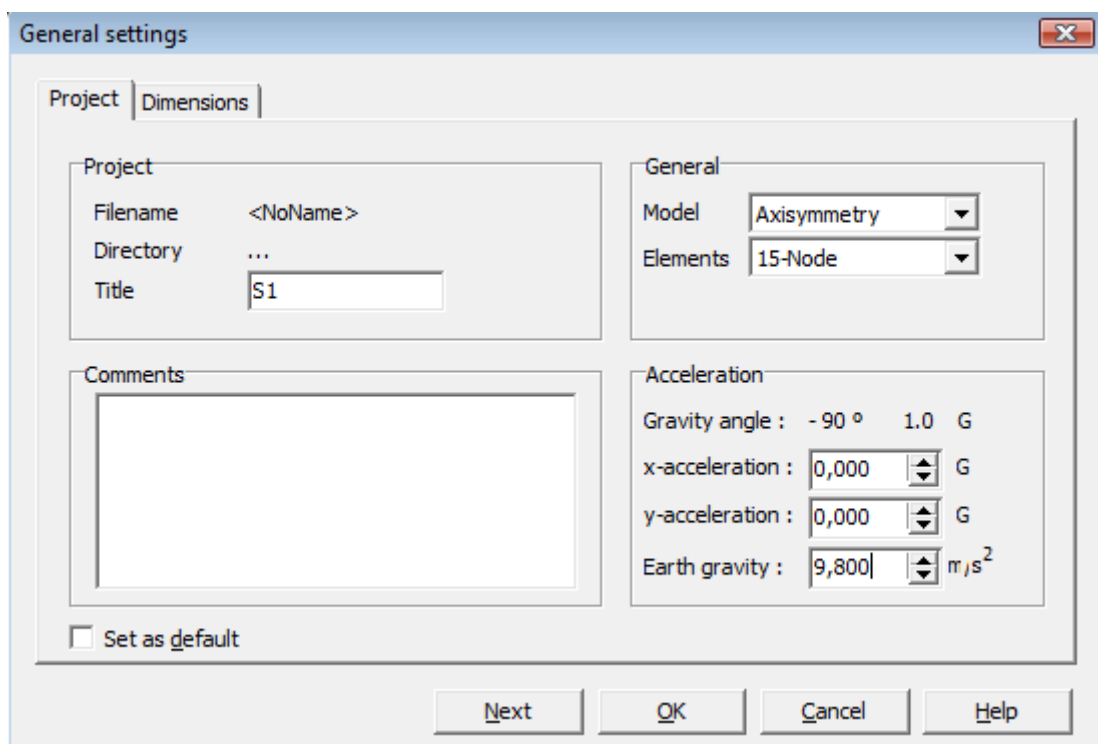 General settings
Project
Dimensions
Project
Filename <NoName>
Directory ...
Title S1
General
Model Axisymmetry
Elements 15-Node
Comments
Acceleration
Gravity angle : - 90 º 1.0 G
x-acceleration : 0,000 G
y-acceleration : 0,000 G
Earth gravity : 9,800 m/s²
Set as default
Next OK Cancel Help